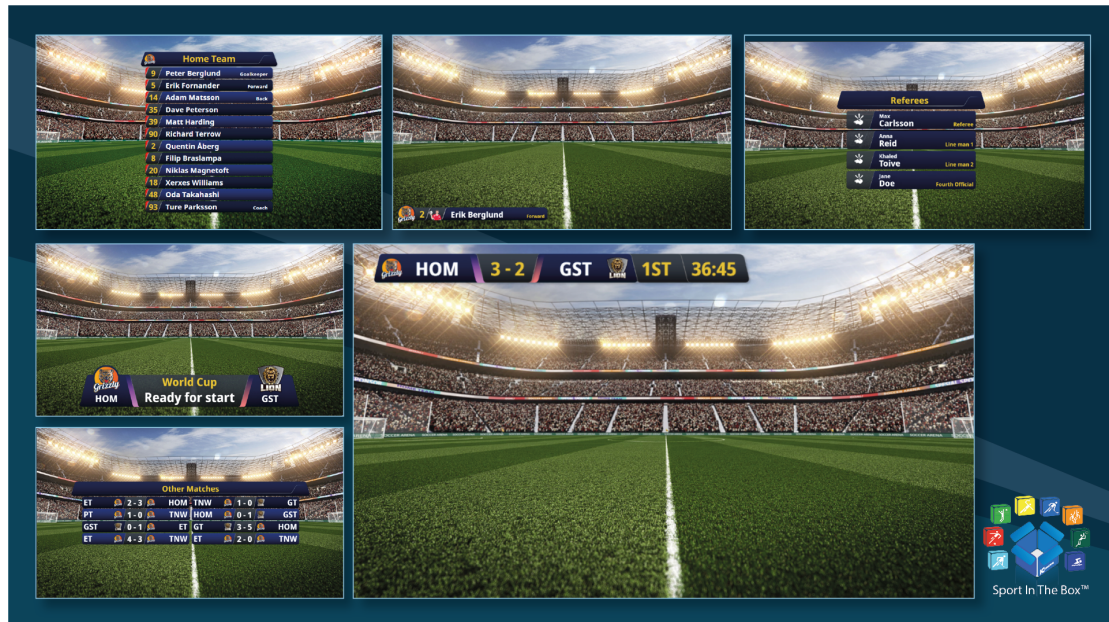 Home Team
9 Peter Berglund Goalkeeper
5 Erik Fornander Forward
14 Adam Matsson Back
35 Dave Peterson
39 Matt Harding
90 Richard Terrow
2 Quentin Åberg
8 Filip Braslampa
20 Niklas Magnetoft
18 Xerxes Williams
48 Oda Takahashi
93 Ture Parksson Coach
Grizzly 2 Erik Berglund Forward
Referees
Max
Carlsson Referee
Anna
Reid Line man 1
Khaled
Toive Line man 2
Jane
Doe Fourth Official
Grizzly World Cup LION
HOM Ready for start GST
Grizzly HOM 3 - 2 GST LION 1ST 36:45
Other Matches
ET 2 - 3 HOM TNW 1 - 0 GT
PT 1 - 0 TNW HOM 0 - 1 GST
GST 0 - 1 ET GT 3 - 5 HOM
ET 4 - 3 TNW ET 2 - 0 TNW
Sport In The Box™